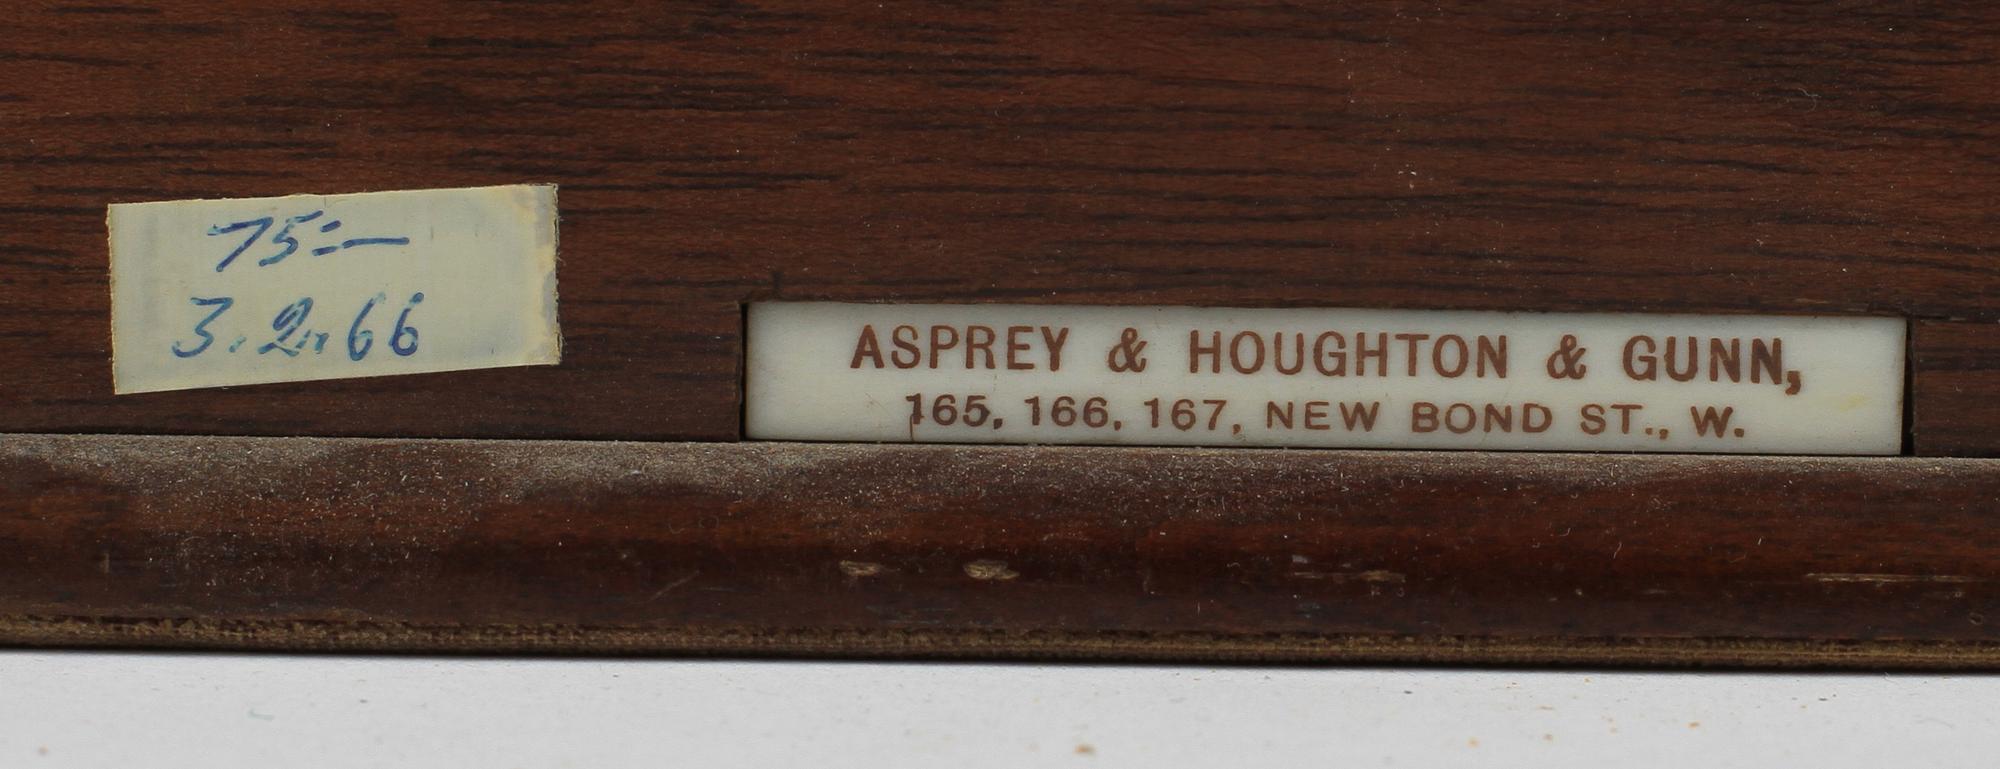 75:—
3.2.66
ASPREY & HOUGHTON & GUNN,
165, 166, 167, NEW BOND ST., W.